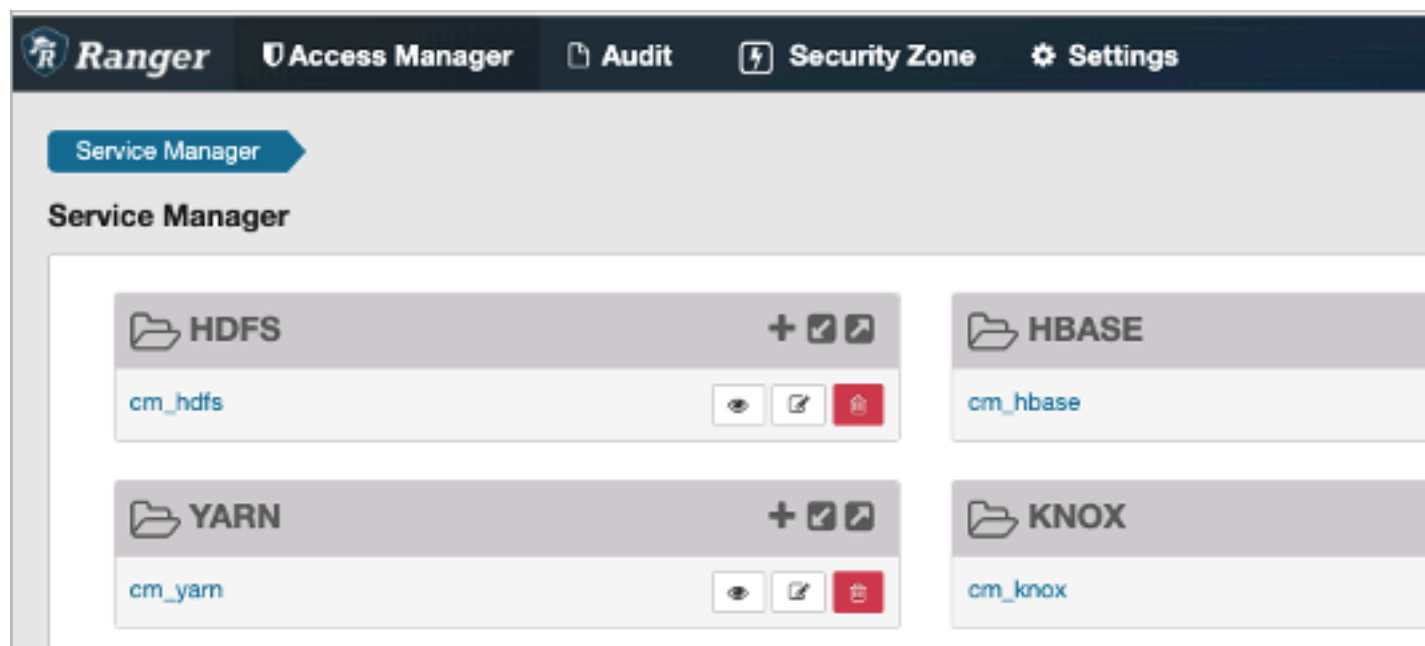 Ranger Access Manager Audit Security Zone Settings
Service Manager
Service Manager
HDFS HBASE
cm_hdfs cm_hbase
YARN KNOX
cm_yarn cm_knox